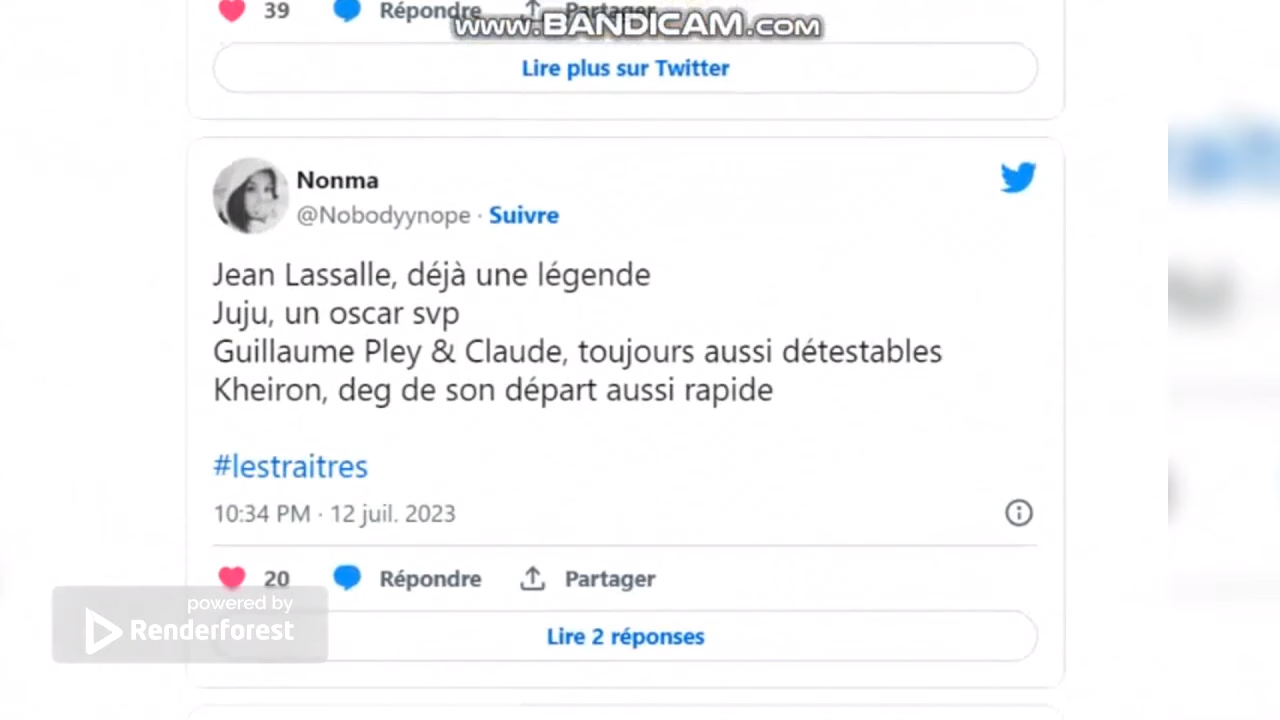 39 Répondre Partager
www.BANDICAM.com
Lire plus sur Twitter
Nonma
@Nobodyynope · Suivre
Jean Lassalle, déjà une légende
Juju, un oscar svp
Guillaume Pley & Claude, toujours aussi détestables
Kheiron, deg de son départ aussi rapide
#lestraitres
10:34 PM · 12 juil. 2023
20 Répondre Partager
powered by
Renderforest
Lire 2 réponses